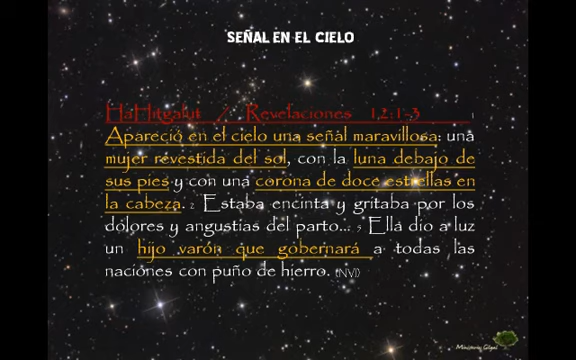 SEÑAL EN EL CIELO
HaHitgalut / Revelaciones 12:1-3
Apareció en el cielo una señal maravillosa: una
mujer revestida del sol, con la luna debajo de
sus pies y con una corona de doce estrellas en
la cabeza. 2 Estaba encinta y gritaba por los
dolores y angustias del parto... 5 Ella dio a luz
un hijo varón que gobernará a todas las
naciones con puño de hierro. (NVI)
Ministerio